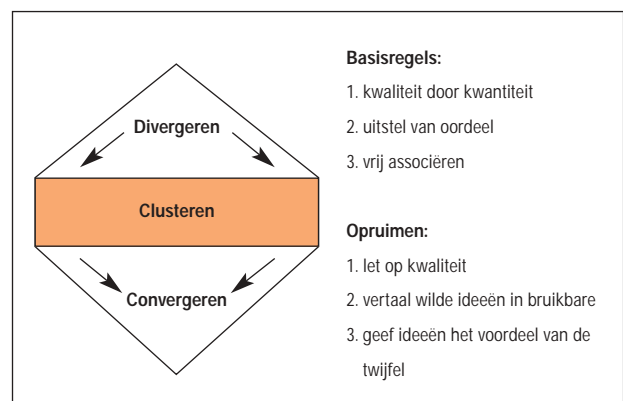 Divergeren
Clusteren
Convergeren
Basisregels:
1. kwaliteit door kwantiteit
2. uitstel van oordeel
3. vrij associëren
Opruimen:
1. let op kwaliteit
2. vertaal wilde ideeën in bruikbare
3. geef ideeën het voordeel van de
twijfel